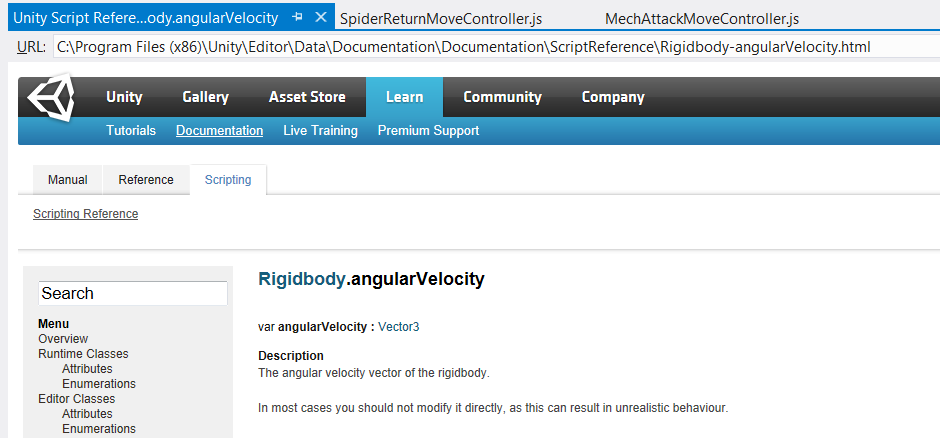 Unity Script Refere...ody.angularVelocity SpiderReturnMoveController.js MechAttackMoveController.js
URL: C:\Program Files (x86)\Unity\Editor\Data\Documentation\Documentation\ScriptReference\Rigidbody-angularVelocity.html
Unity Gallery Asset Store Learn Community Company
Tutorials Documentation Live Training Premium Support
Manual Reference Scripting
Scripting Reference
Search
Menu
Overview
Runtime Classes
Attributes
Enumerations
Editor Classes
Attributes
Enumerations
Rigidbody.angularVelocity
var angularVelocity : Vector3
Description
The angular velocity vector of the rigidbody.
In most cases you should not modify it directly, as this can result in unrealistic behaviour.